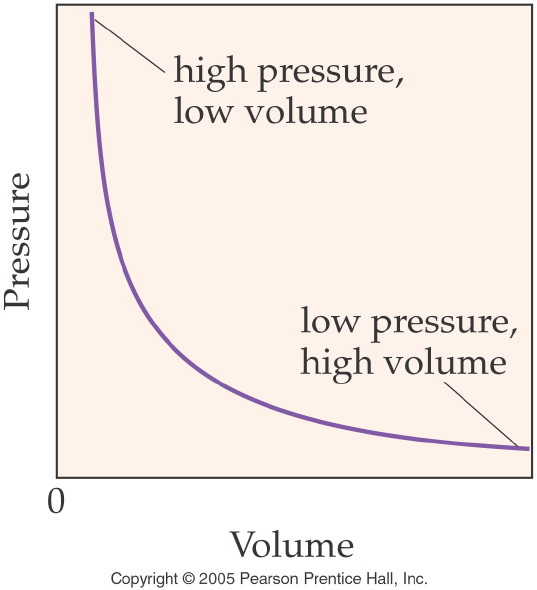 high pressure,
low volume
Pressure
low pressure,
high volume
0
Volume
Copyright © 2005 Pearson Prentice Hall, Inc.